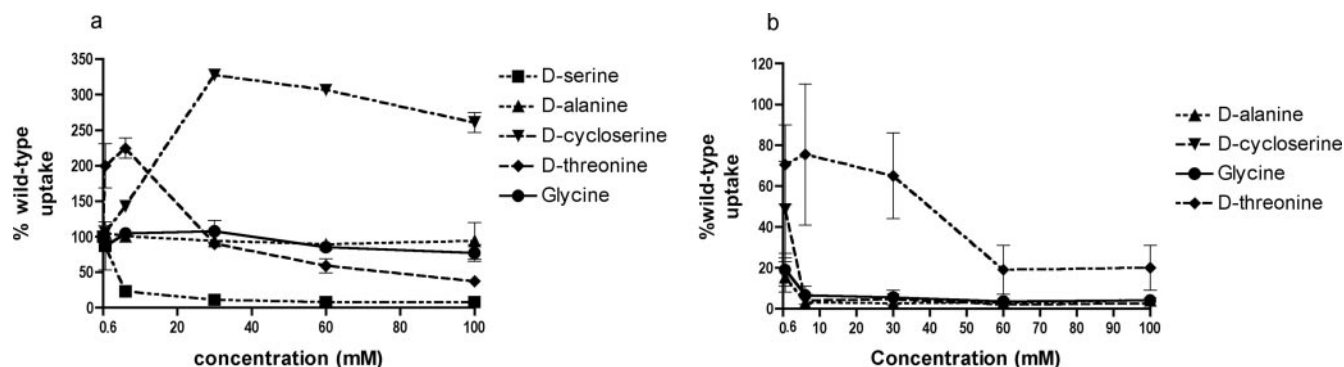 a
% wild-type
uptake
350
300
250
200
150
100
50
0
0.6
20
40
60
80
100
concentration (mM)
D-serine
D-alanine
D-cycloserine
D-threonine
Glycine
b
%wild-type
uptake
120
100
80
60
40
20
0
0.6
10
20
30
40
50
60
70
80
90
100
Concentration (mM)
D-alanine
D-cycloserine
Glycine
D-threonine